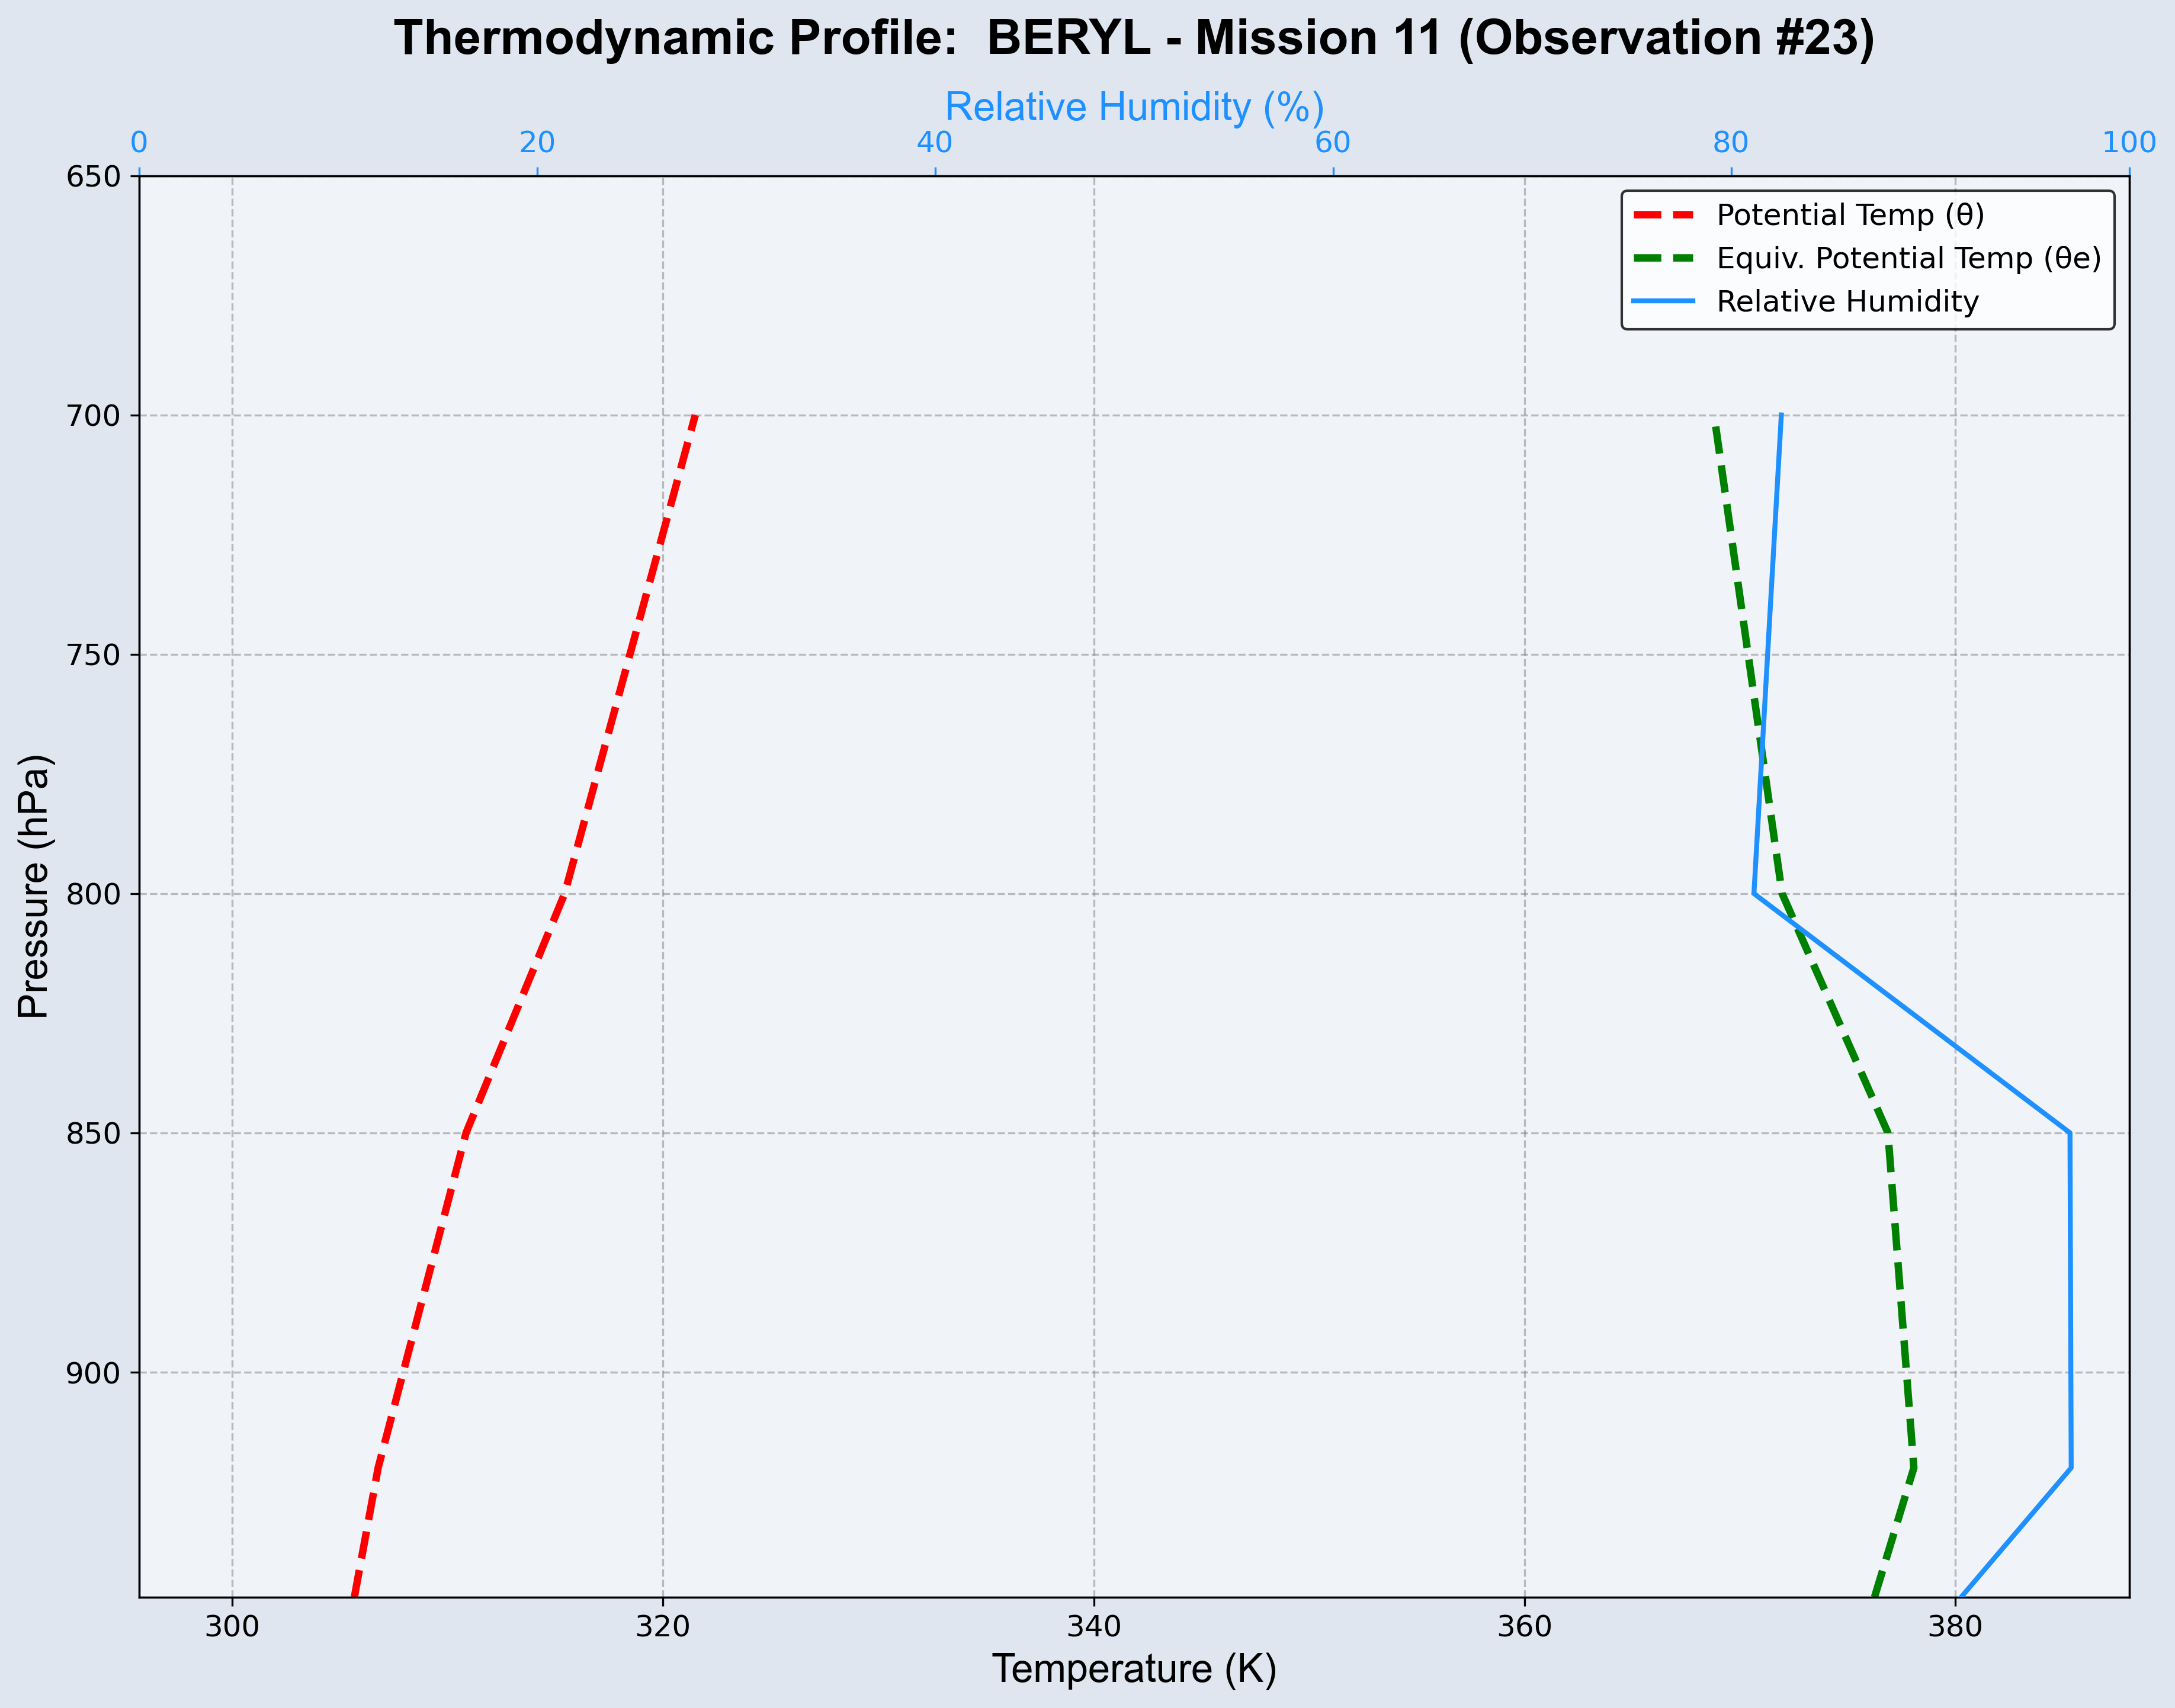 Thermodynamic Profile:  BERYL - Mission 11 (Observation #23)
Relative Humidity (%)
0 20 40 60 80 100
Potential Temp (θ)
Equiv. Potential Temp (θe)
Relative Humidity
650
700
750
800
850
900
Pressure (hPa)
300 320 340 360 380
Temperature (K)